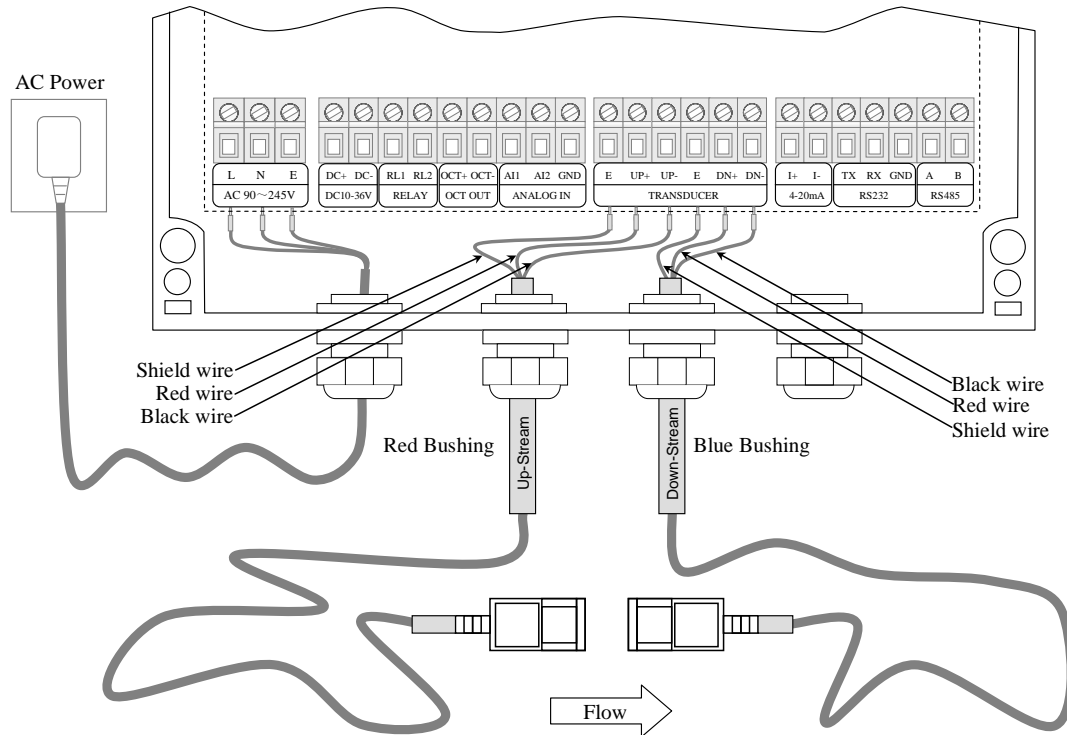 AC Power
L N E
DC+ DC- RL1 RL2 OCT+ OCT- AI1 AI2 GND
E UP+ UP- E DN+ DN-
I+ I- TX RX GND A B
AC 90～245V
DC10-36V RELAY OCT OUT ANALOG IN
TRANSDUCER
4-20mA RS232 RS485
Shield wire
Red wire
Black wire
Black wire
Red wire
Shield wire
Red Bushing
Up-Stream
Down-Stream
Blue Bushing
Flow